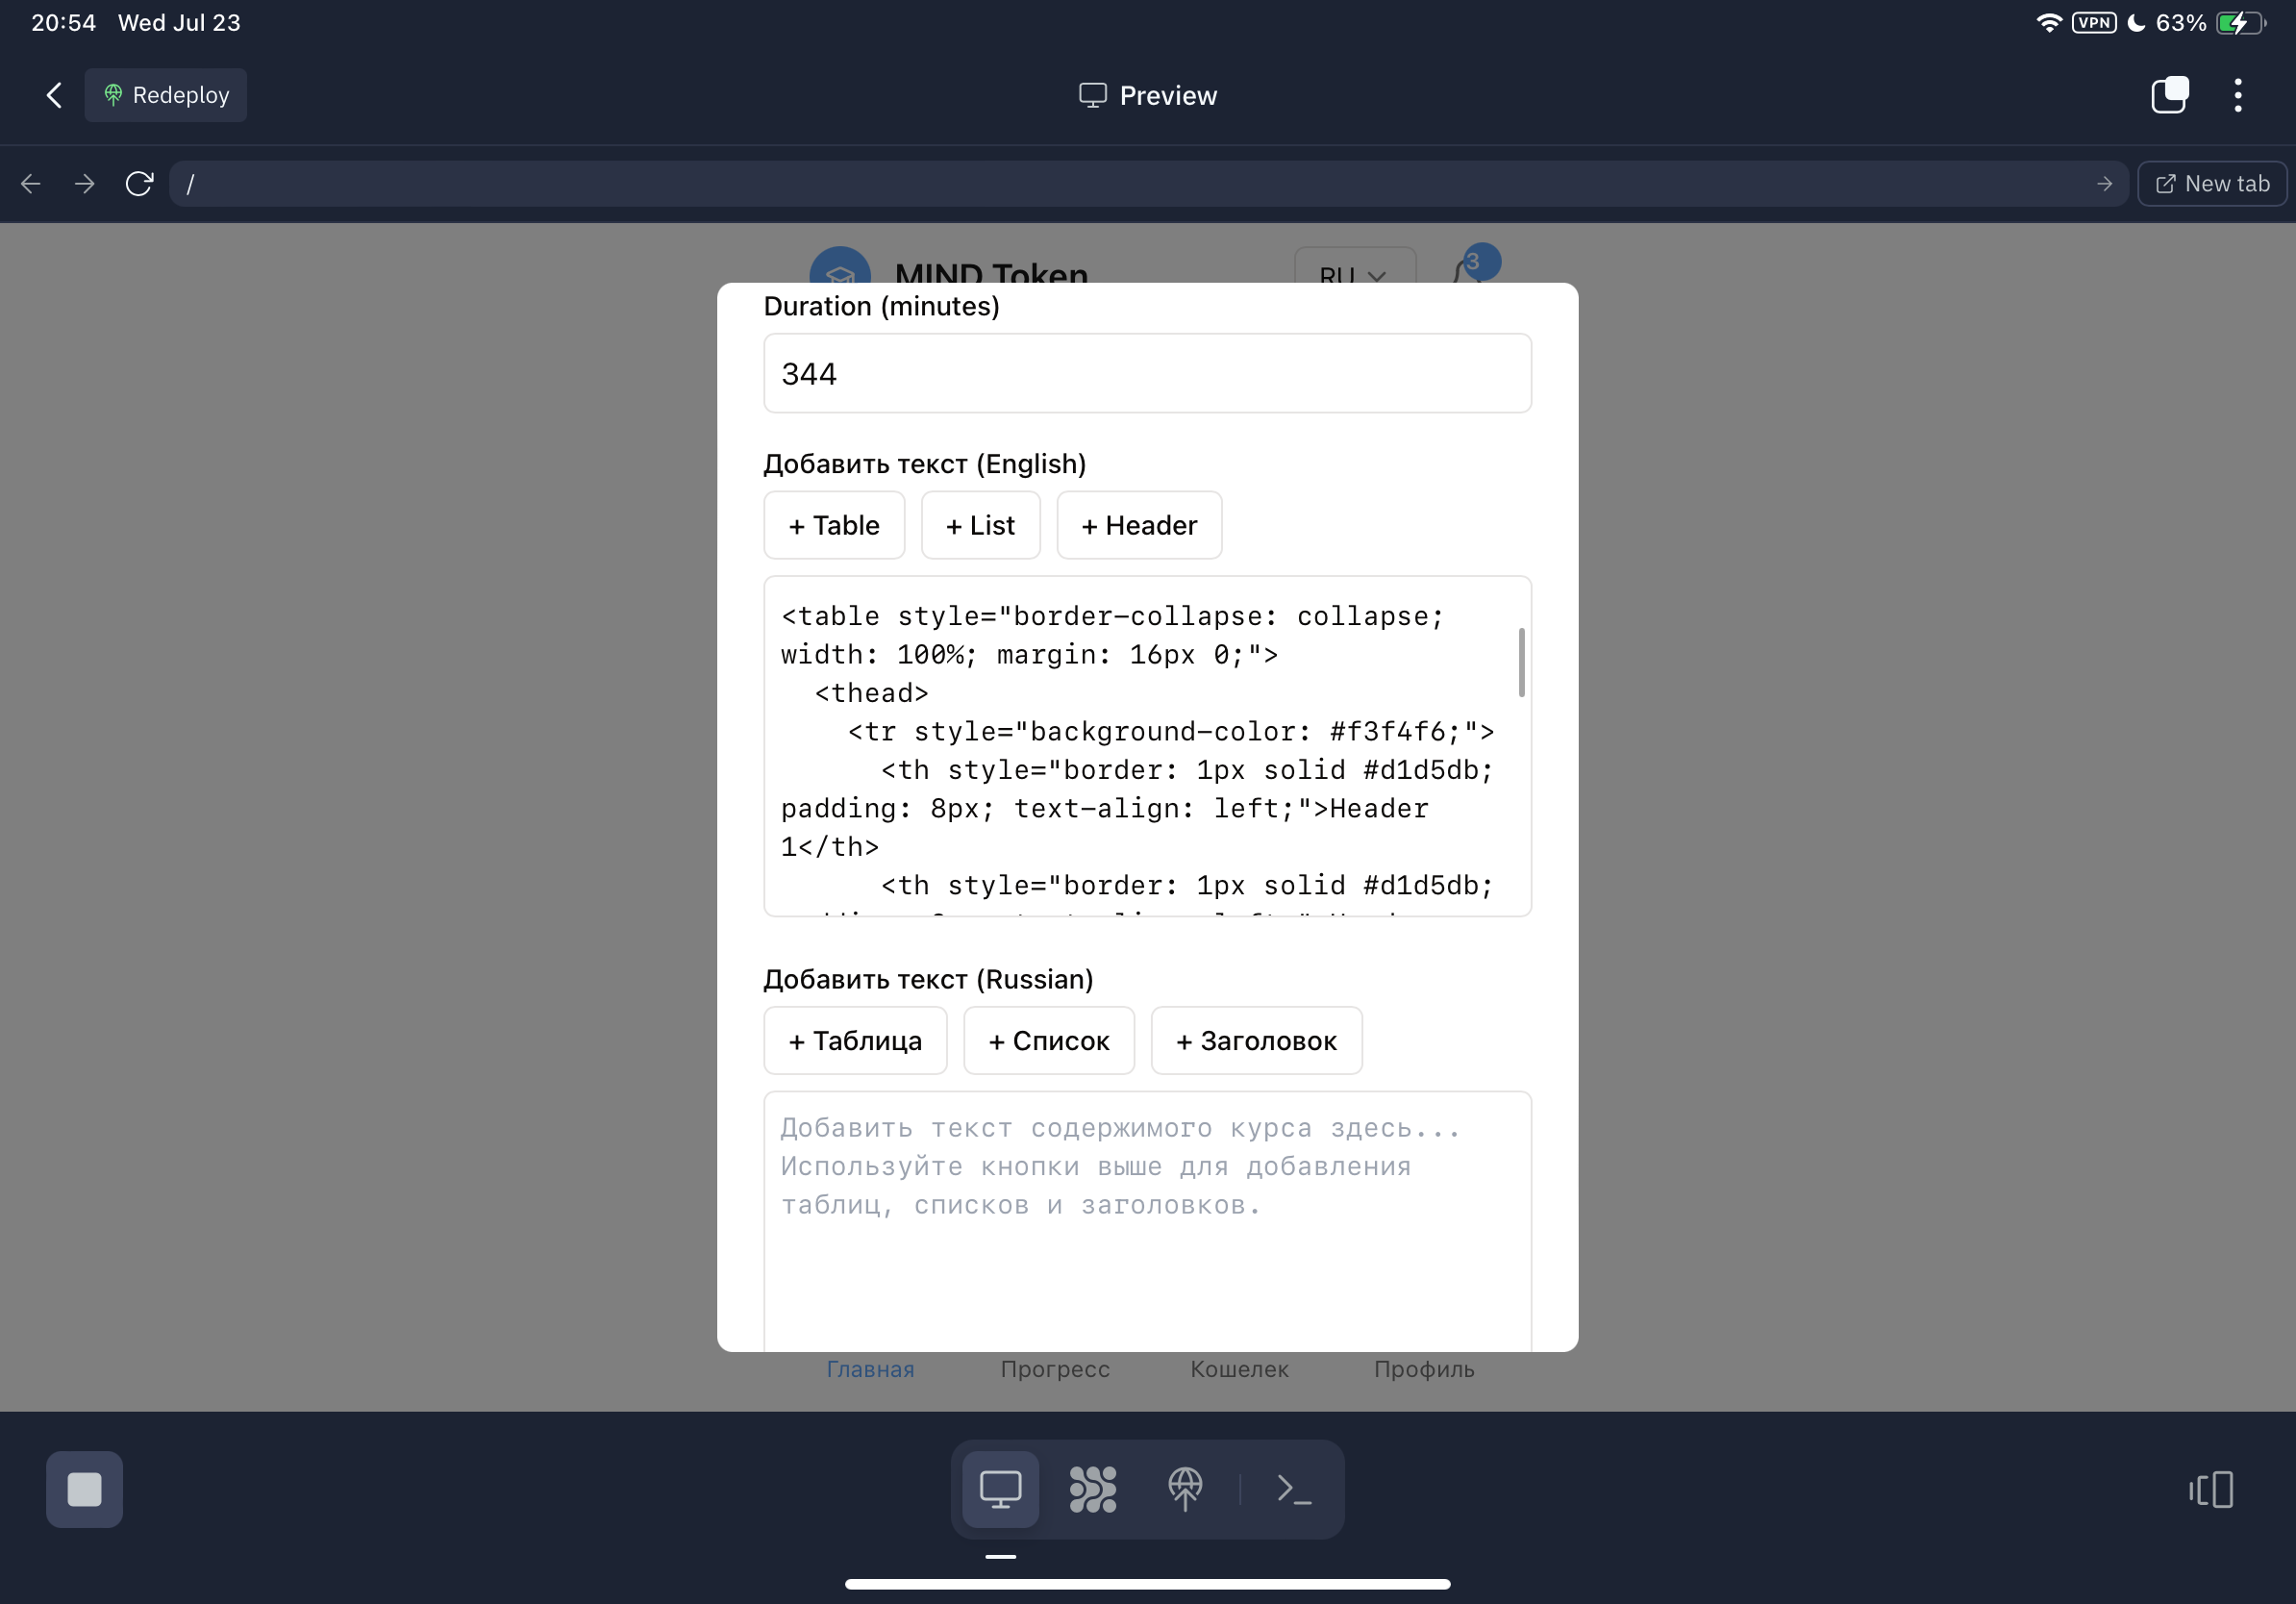 20:54 Wed Jul 23
VPN 63%
Redeploy
Preview
/
New tab
MIND Token
RU
3
Duration (minutes)
344
Добавить текст (English)
+ Table + List + Header
<table style="border-collapse: collapse;
width: 100%; margin: 16px 0;">
<thead>
<tr style="background-color: #f3f4f6;">
<th style="border: 1px solid #d1d5db;
padding: 8px; text-align: left;">Header
1</th>
<th style="border: 1px solid #d1d5db;
Добавить текст (Russian)
+ Таблица + Список + Заголовок
Добавить текст содержимого курса здесь...
Используйте кнопки выше для добавления
таблиц, списков и заголовков.
Главная Прогресс Кошелек Профиль